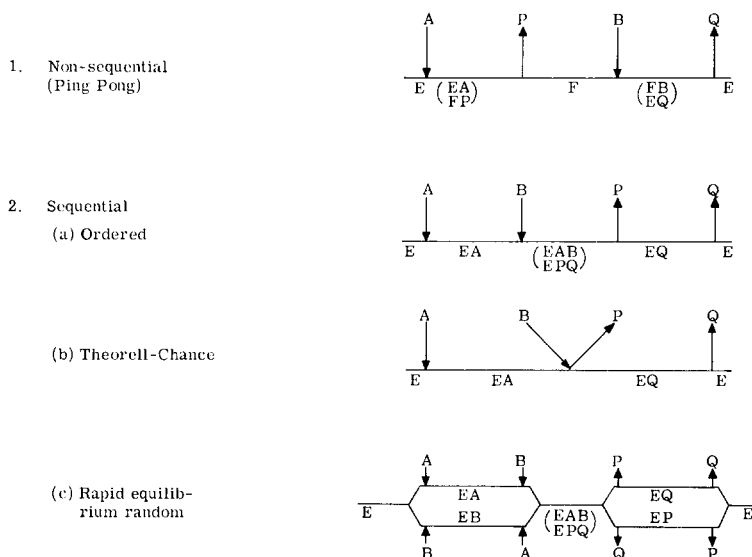 A P B Q
1. Non-sequential
(Ping Pong)
E (EA FP) F (FB EQ) E
A B P Q
2. Sequential
(a) Ordered
E EA (EAB EPQ) EQ E
A B P Q
(b) Theorell-Chance
E EA EQ E
A B P Q
(c) Rapid equilib-
rium random
EA EQ
E (EAB EPQ) E
EB EP
B A Q P